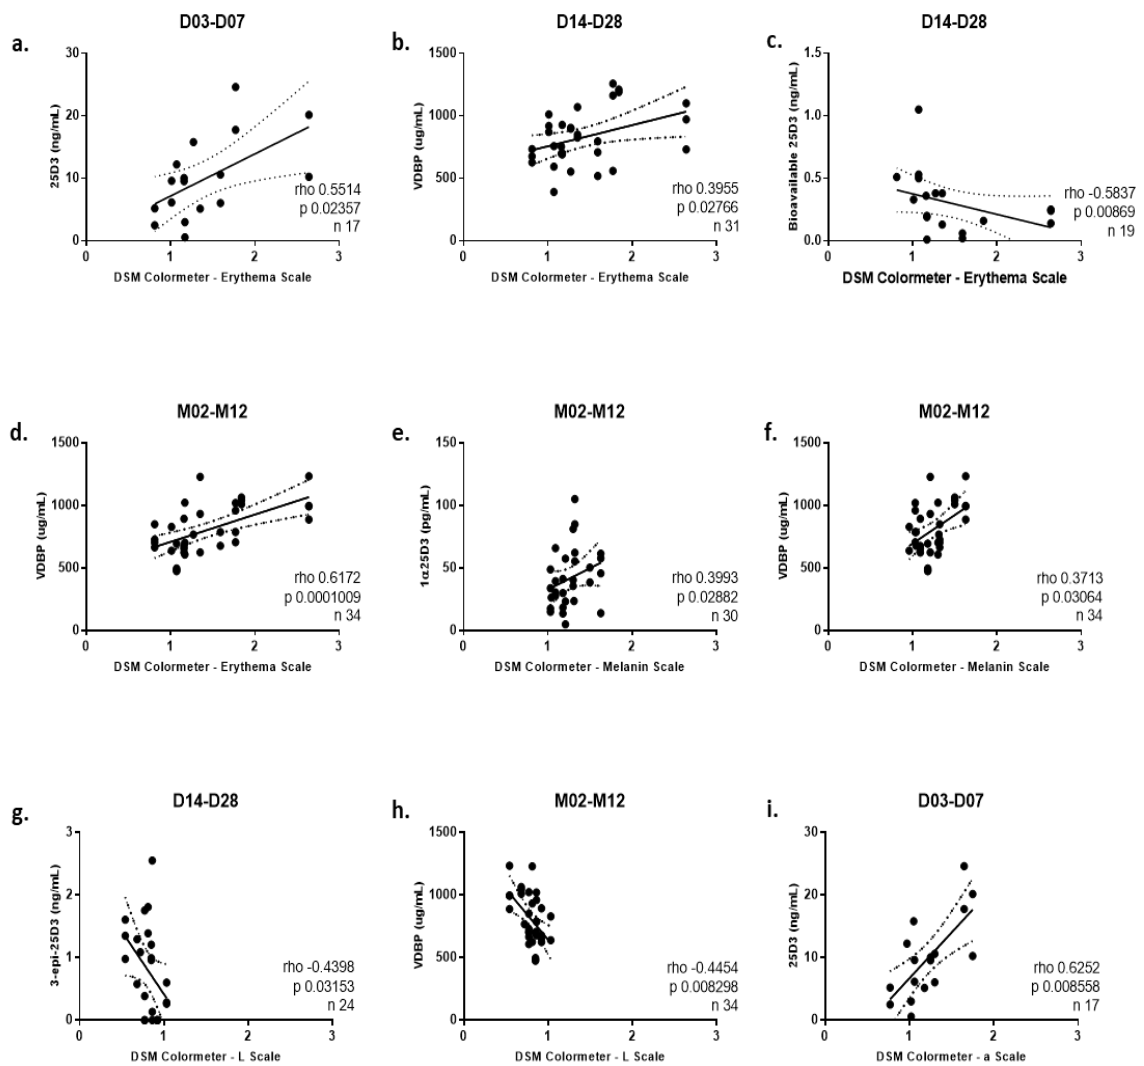 a.
D03-D07
25D3 (ng/mL)
30
20
10
0
rho 0.5514
p 0.02357
n 17
0 1 2 3
DSM Colormeter - Erythema Scale
b.
D14-D28
VDBP (ug/mL)
1500
1000
500
0
rho 0.3955
p 0.02766
n 31
0 1 2 3
DSM Colormeter - Erythema Scale
c.
D14-D28
Bioavailable 25D3 (ng/mL)
1.5
1.0
0.5
0.0
rho -0.5837
p 0.00869
n 19
0 1 2 3
DSM Colormeter - Erythema Scale
d.
M02-M12
VDBP (ug/mL)
1500
1000
500
0
rho 0.6172
p 0.0001009
n 34
0 1 2 3
DSM Colormeter - Erythema Scale
e.
M02-M12
1α25D3 (pg/mL)
150
100
50
0
rho 0.3993
p 0.02882
n 30
0 1 2 3
DSM Colormeter - Melanin Scale
f.
M02-M12
VDBP (ug/mL)
1500
1000
500
0
rho 0.3713
p 0.03064
n 34
0 1 2 3
DSM Colormeter - Melanin Scale
g.
D14-D28
3-epi-25D3 (ng/mL)
3
2
1
0
rho -0.4398
p 0.03153
n 24
0 1 2 3
DSM Colormeter - L Scale
h.
M02-M12
VDBP (ug/mL)
1500
1000
500
0
rho -0.4454
p 0.008298
n 34
0 1 2 3
DSM Colormeter - L Scale
i.
D03-D07
25D3 (ng/mL)
30
20
10
0
rho 0.6252
p 0.008558
n 17
0 1 2 3
DSM Colormeter - a Scale